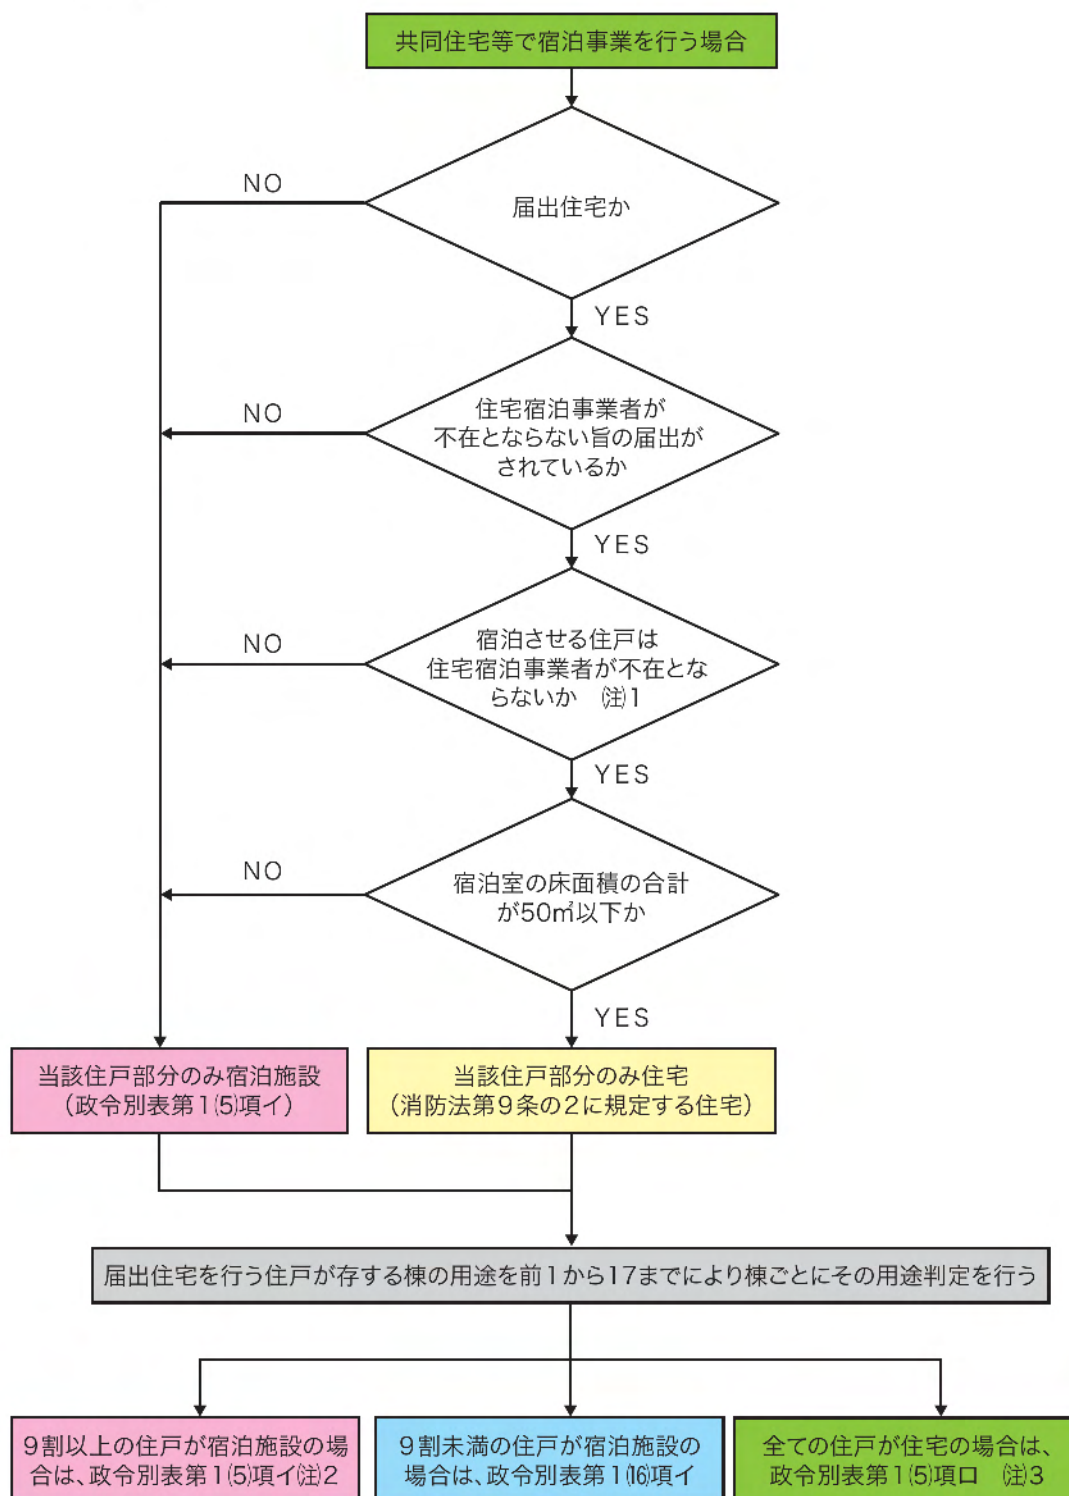 共同住宅等で宿泊事業を行う場合
NO
届出住宅か
YES
NO
住宅宿泊事業者が
不在とならない旨の届出が
されているか
YES
NO
宿泊させる住戸は
住宅宿泊事業者が不在とな
らないか　㈲1
YES
NO
宿泊室の床面積の合計
が50㎡以下か
YES
当該住戸部分のみ宿泊施設
（政令別表第1⑸項イ）
当該住戸部分のみ住宅
（消防法第9条の2に規定する住宅）
届出住宅を行う住戸が存する棟の用途を前1から17までにより棟ごとにその用途判定を行う
9割以上の住戸が宿泊施設の場
合は、政令別表第1⑸項イ(注)2
9割未満の住戸が宿泊施設の
場合は、政令別表第1⒃項イ
全ての住戸が住宅の場合は、
政令別表第1⑸項ロ　(注)3